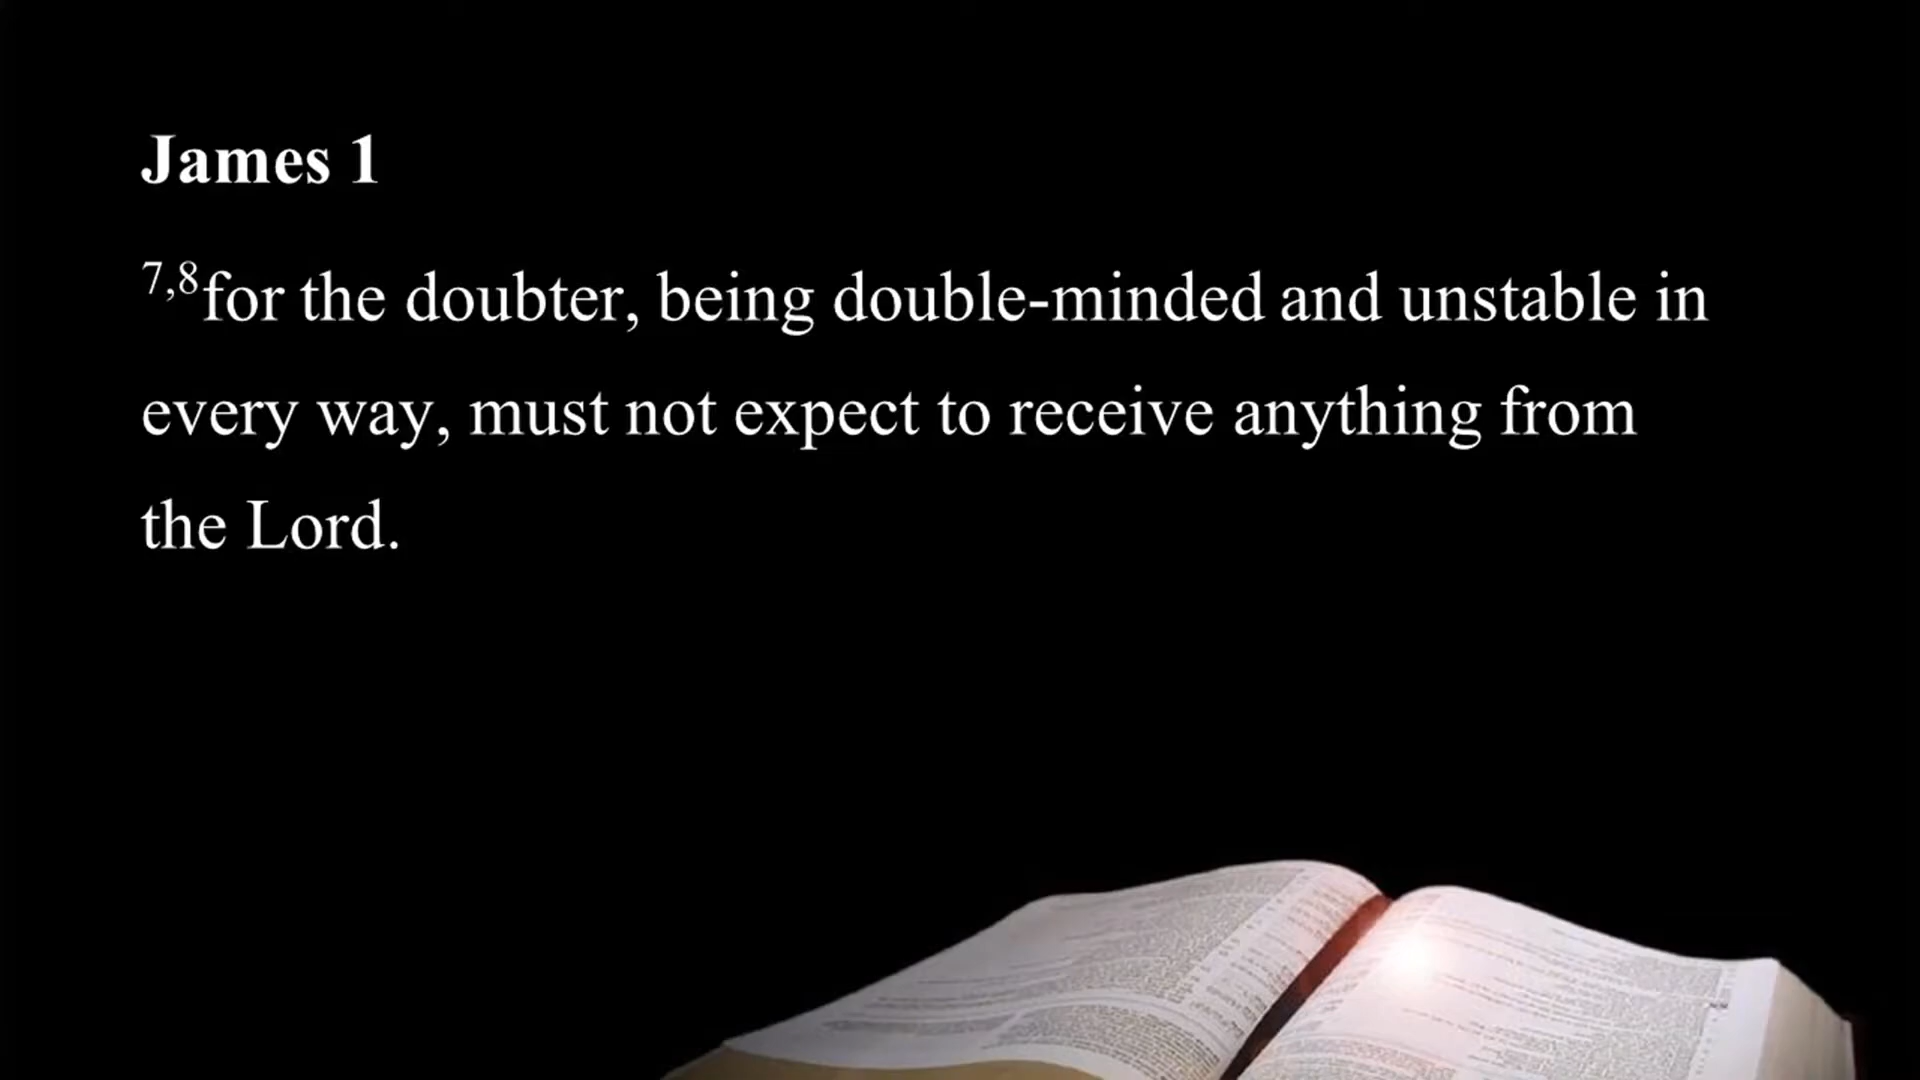 James 1
7,8for the doubter, being double-minded and unstable in
every way, must not expect to receive anything from
the Lord.